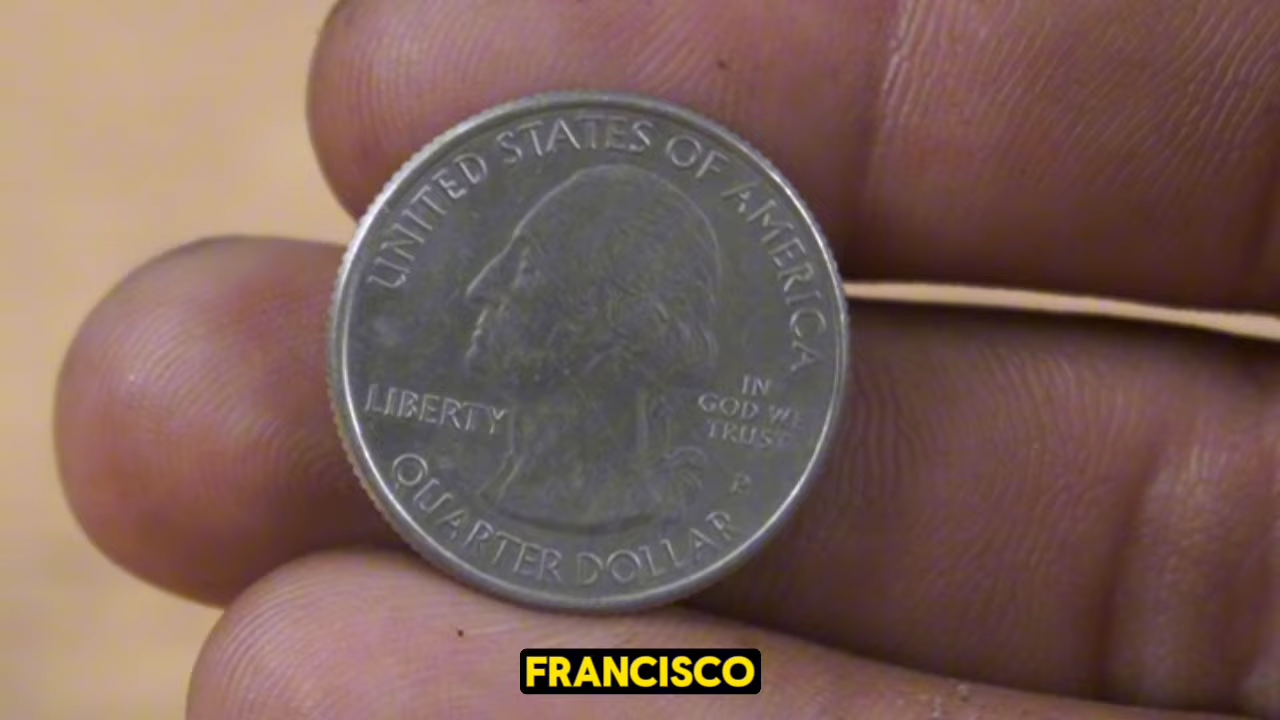 UNITED STATES OF AMERICA
LIBERTY
IN
GOD WE
TRUST
P
QUARTER DOLLAR
FRANCISCO